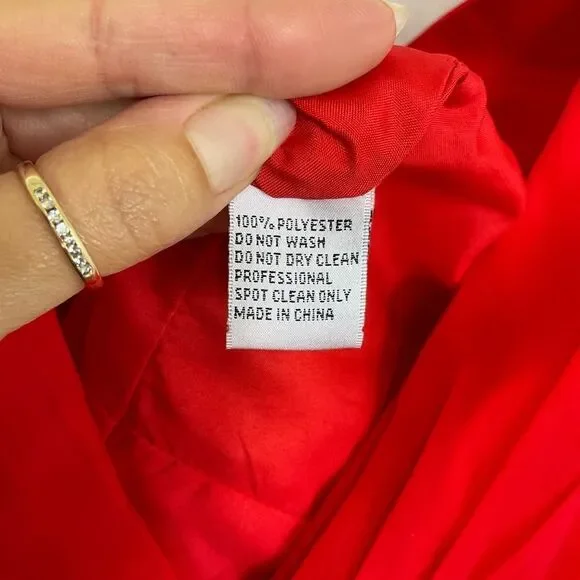 100% POLYESTER
DO NOT WASH
DO NOT DRY CLEAN
PROFESSIONAL
SPOT CLEAN ONLY
MADE IN CHINA